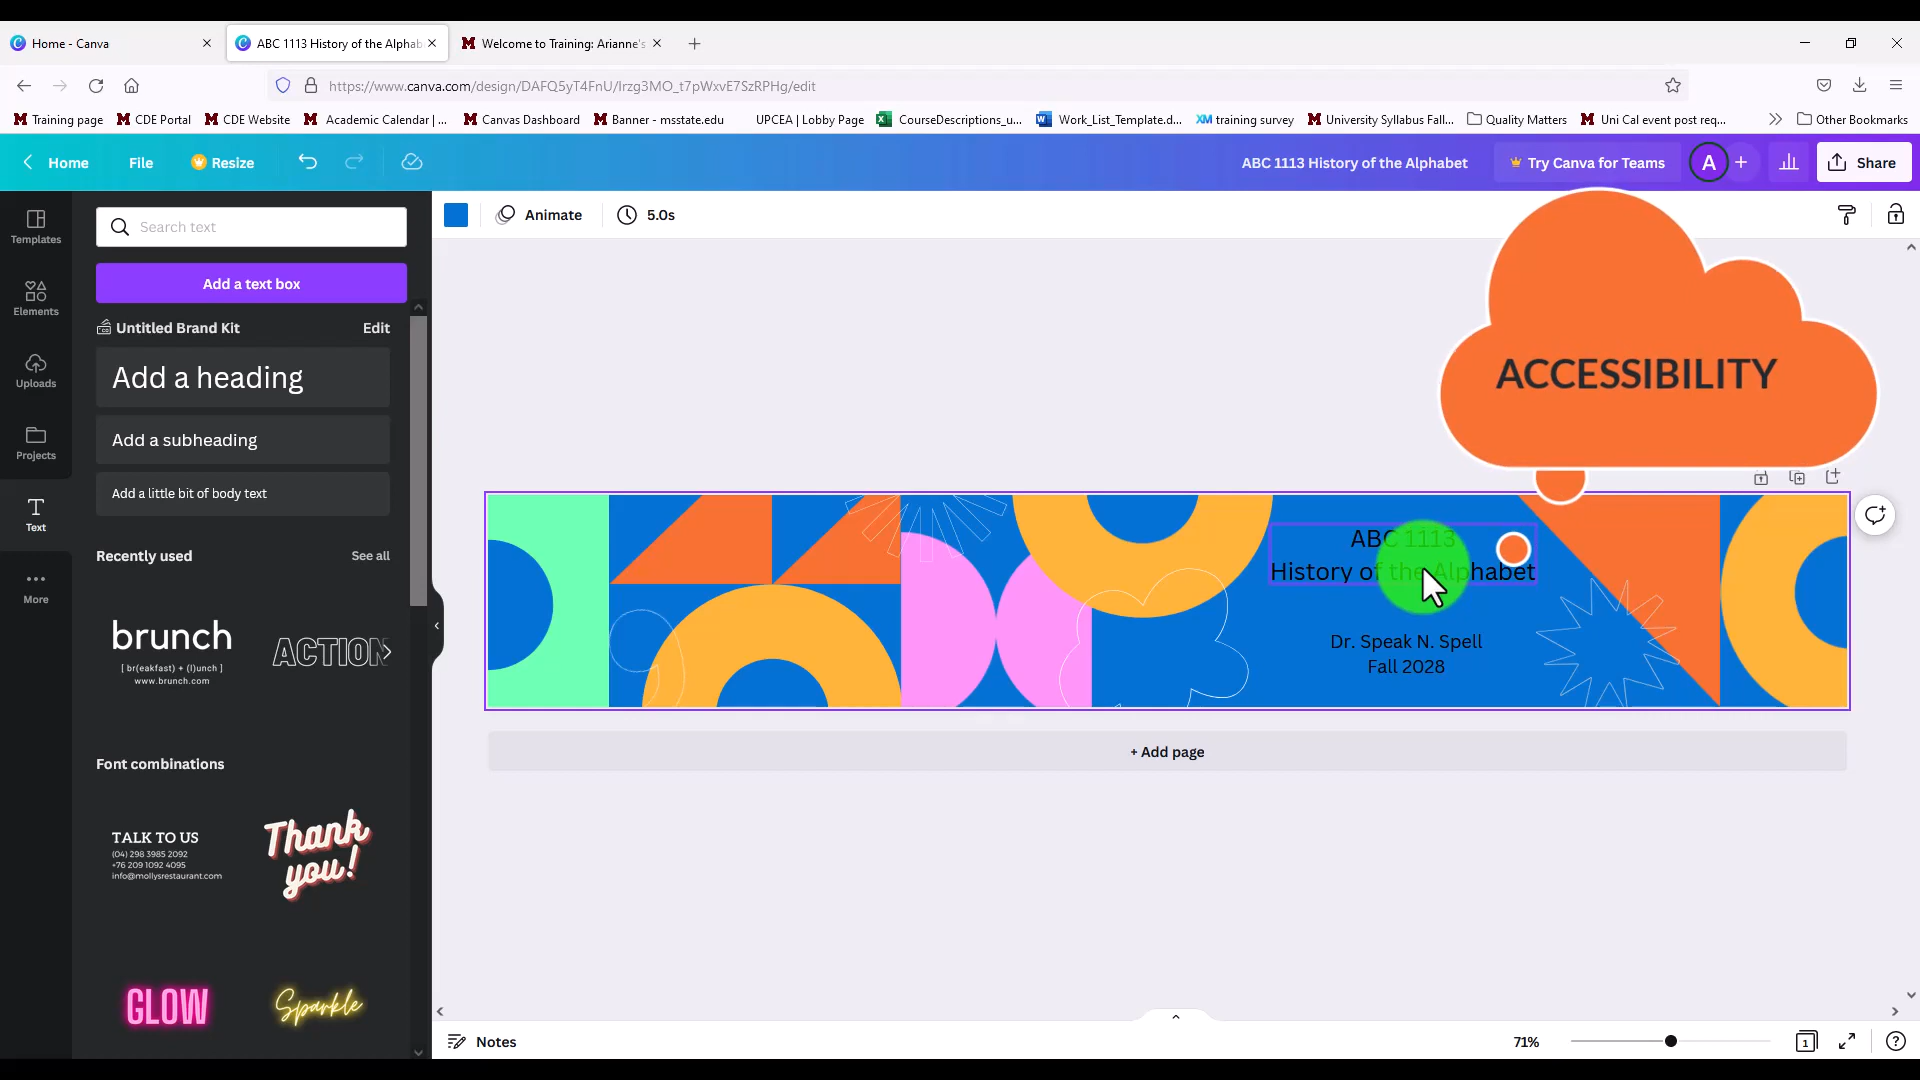 Home - Canva
ABC 1113 History of the Alphab
Welcome to Training: Arianne's
https://www.canva.com/design/DAFQ5yT4FnU/Irzg3MO_t7pWxvE7SzRPHg/edit
Training page
CDE Portal
CDE Website
Academic Calendar | ...
Canvas Dashboard
Banner - msstate.edu
UPCEA | Lobby Page
CourseDescriptions_u...
Work_List_Template.d...
XM training survey
University Syllabus Fall...
Quality Matters
Uni Cal event post req...
Other Bookmarks
Home
File
Resize
ABC 1113 History of the Alphabet
Try Canva for Teams
A
Share
Templates
Elements
Uploads
Projects
Text
More
Search text
Add a text box
Untitled Brand Kit
Edit
Add a heading
Add a subheading
Add a little bit of body text
Recently used
See all
brunch
[ br(eakfast) + (l)unch ]
www.brunch.com
ACTION
Font combinations
TALK TO US
(04) 298 3985 2092
+76 209 1092 4095
info@mollysrestaurant.com
Thank
you!
GLOW
Sparkle
Animate
5.0s
ACCESSIBILITY
ABC 1113
History of the Alphabet
Dr. Speak N. Spell
Fall 2028
+ Add page
Notes
71%
1